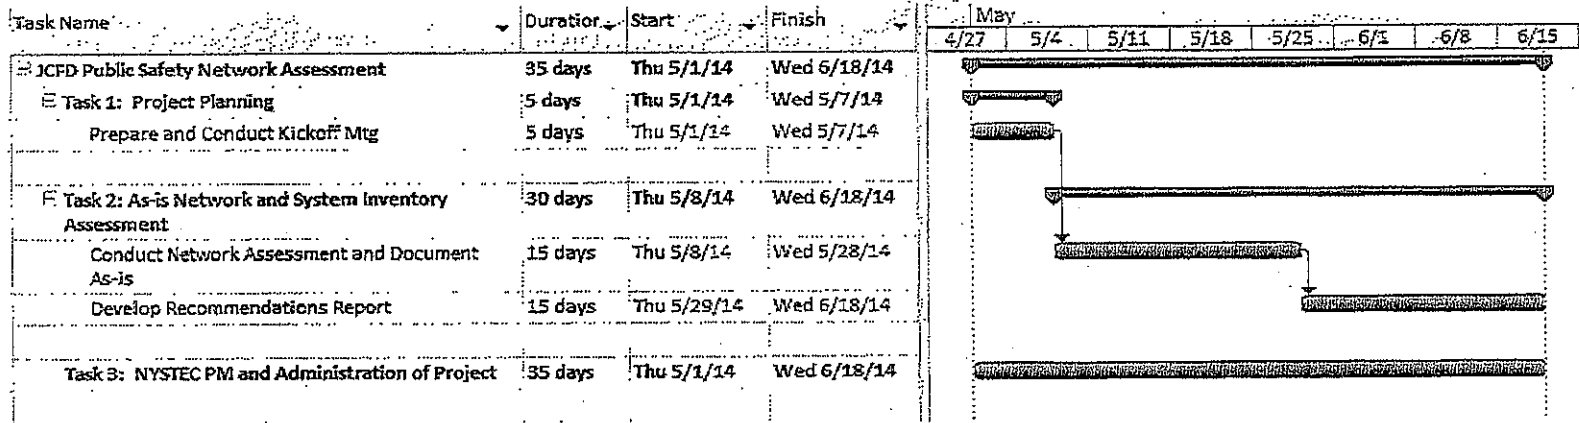 Task Name Duration Start Finish May
4/27 5/4 5/11 5/18 5/25 6/1 6/8 6/15
JCFD Public Safety Network Assessment 35 days Thu 5/1/14 Wed 6/18/14
Task 1: Project Planning 5 days Thu 5/1/14 Wed 5/7/14
Prepare and Conduct Kickoff Mtg 5 days Thu 5/1/14 Wed 5/7/14
Task 2: As-is Network and System Inventory 30 days Thu 5/8/14 Wed 6/18/14
Assessment
Conduct Network Assessment and Document 15 days Thu 5/8/14 Wed 5/28/14
As-is
Develop Recommendations Report 15 days Thu 5/29/14 Wed 6/18/14
Task 3: NYSTEC PM and Administration of Project 35 days Thu 5/1/14 Wed 6/18/14